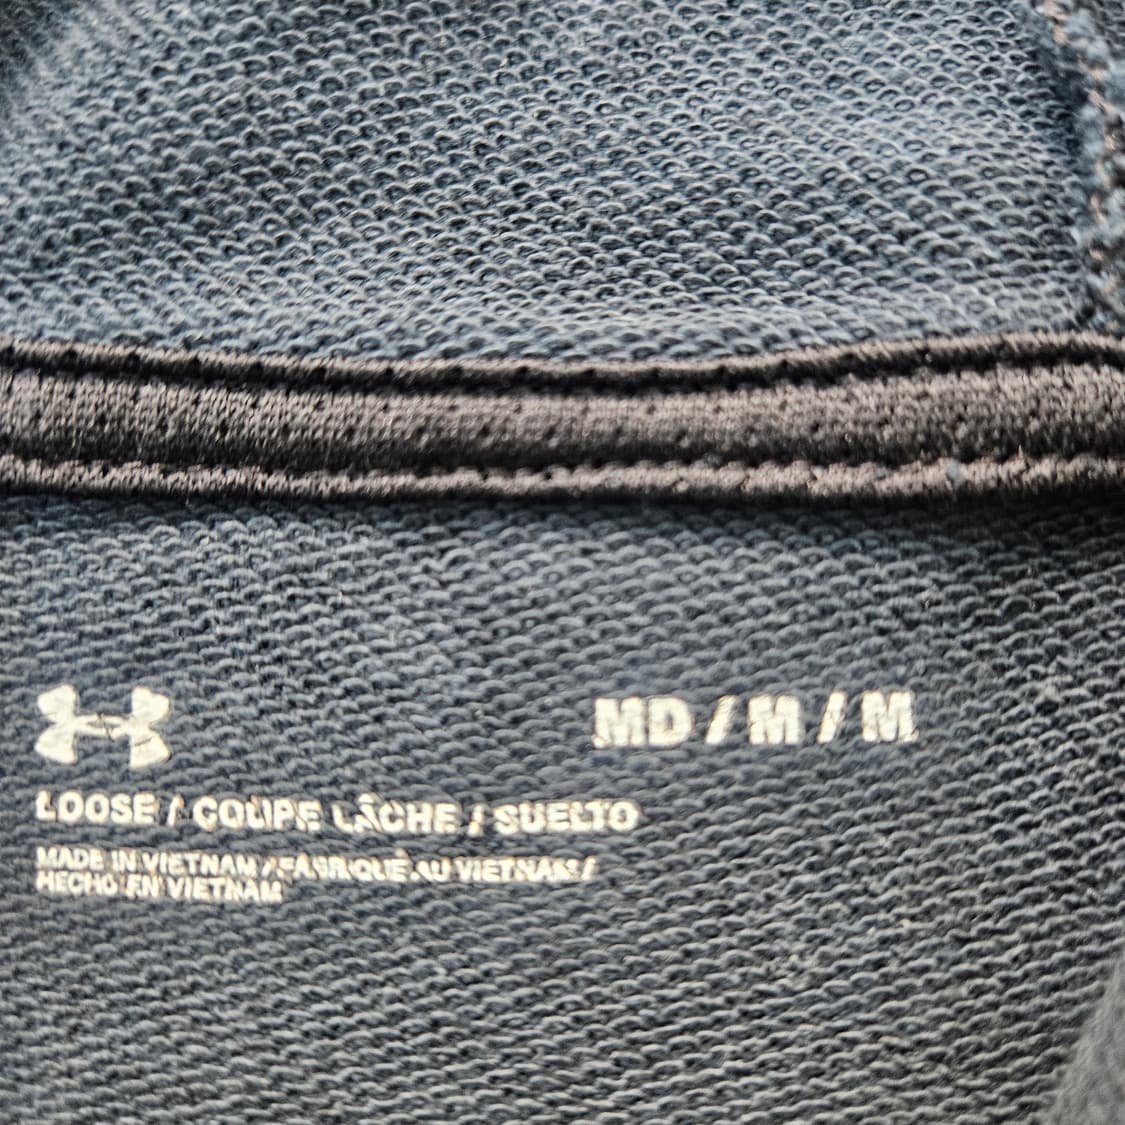 MD / M / M
LOOSE / COUPE LÂCHE / SUELTO
MADE IN VIETNAM / FABRIQUÉ AU VIETNAM /
HECHO EN VIETNAM